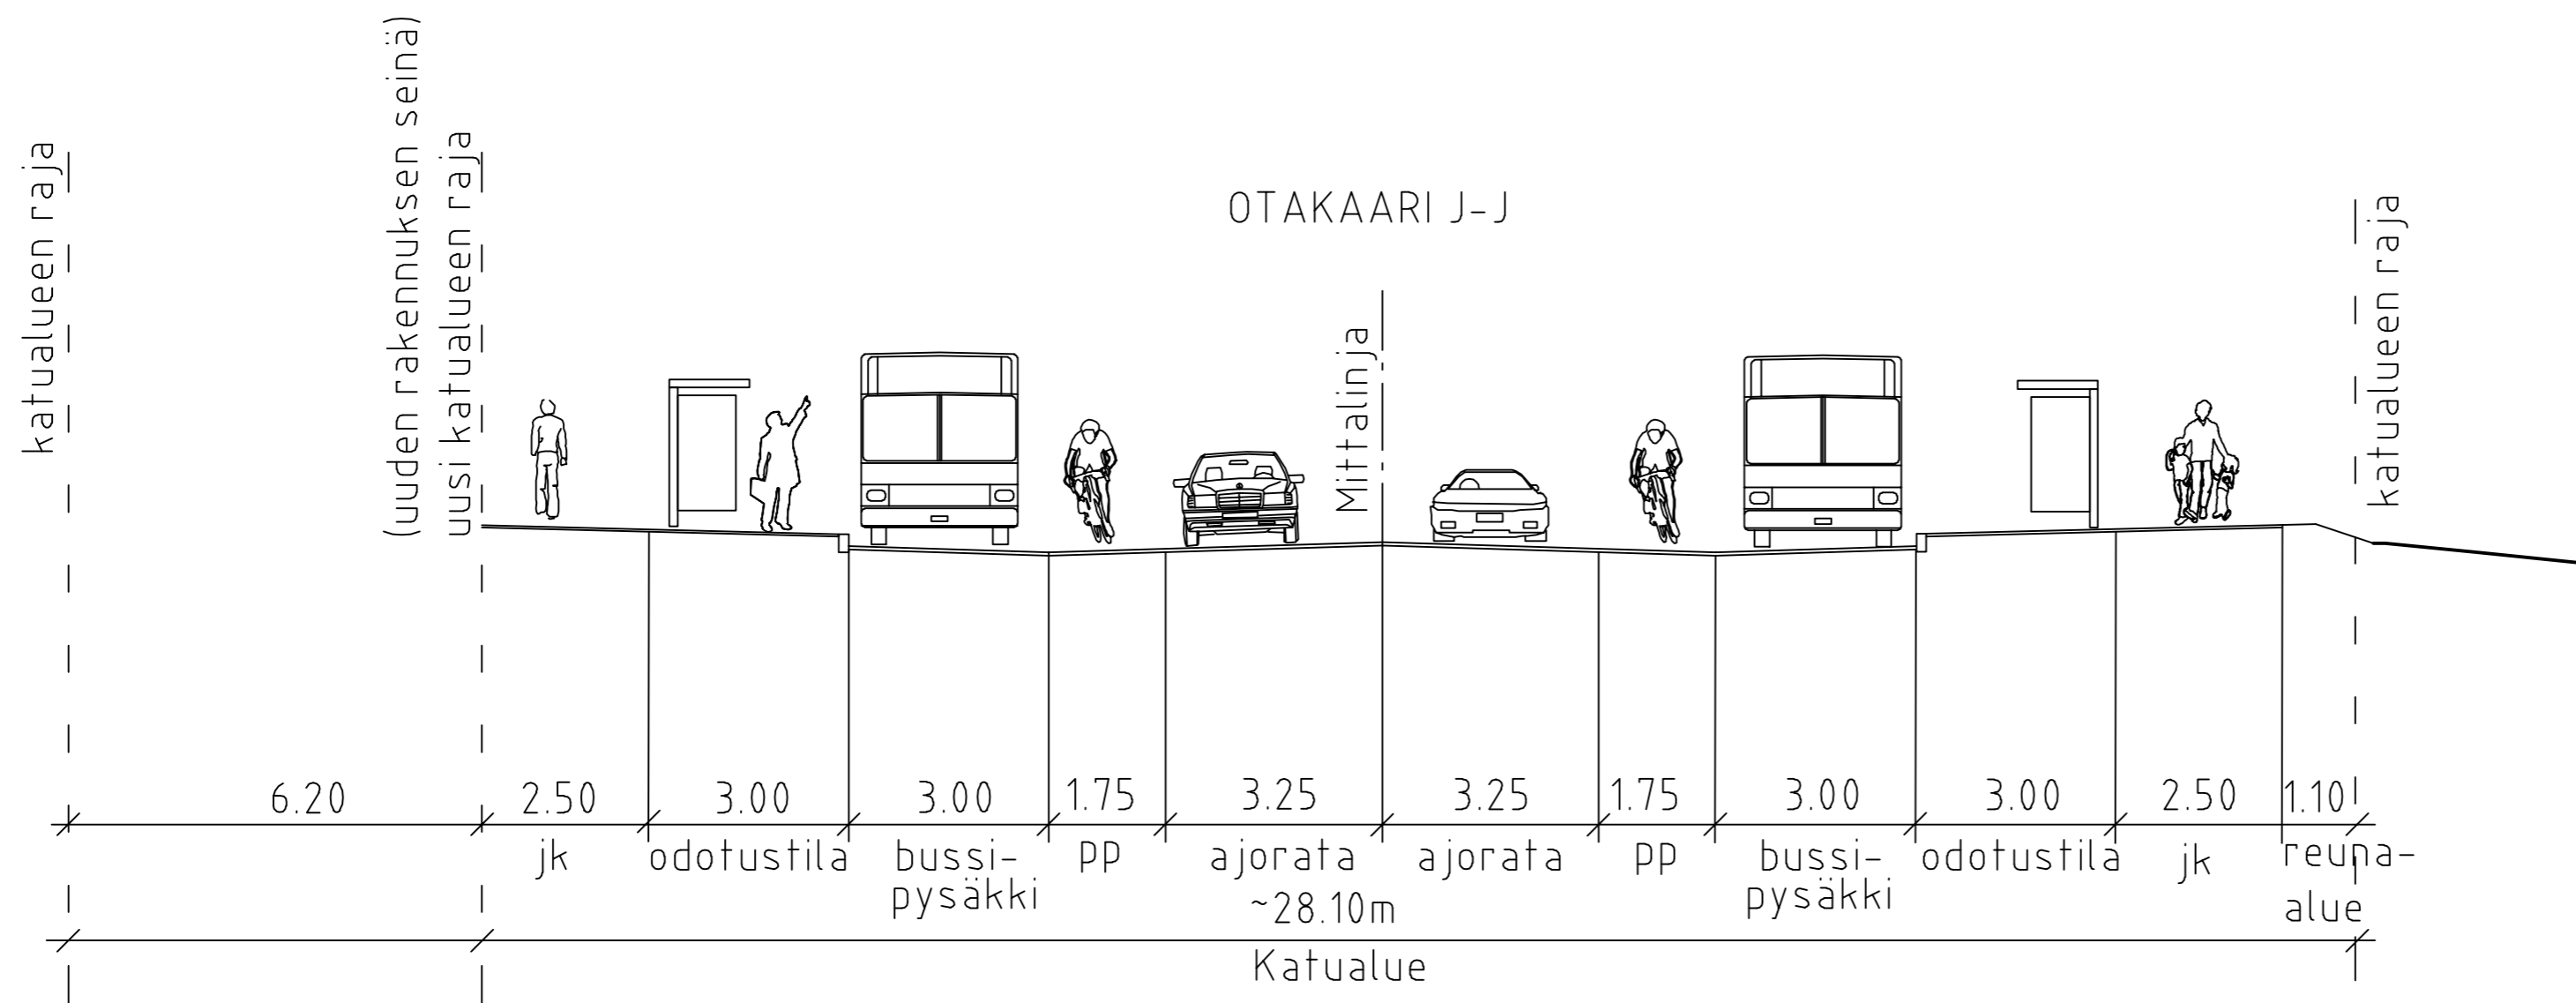 katualueen raja
(uuden rakennuksen seinä)
uusi katualueen raja
OTAKAARI J-J
Mittalinja
katualueen raja
6.20 2.50 3.00 3.00 1.75 3.25 3.25 1.75 3.00 3.00 2.50 1.10
jk odotustila bussi- pp ajorata ajorata pp bussi- odotustila jk reuna-
pysäkki ~28.10m pysäkki alue
Katualue